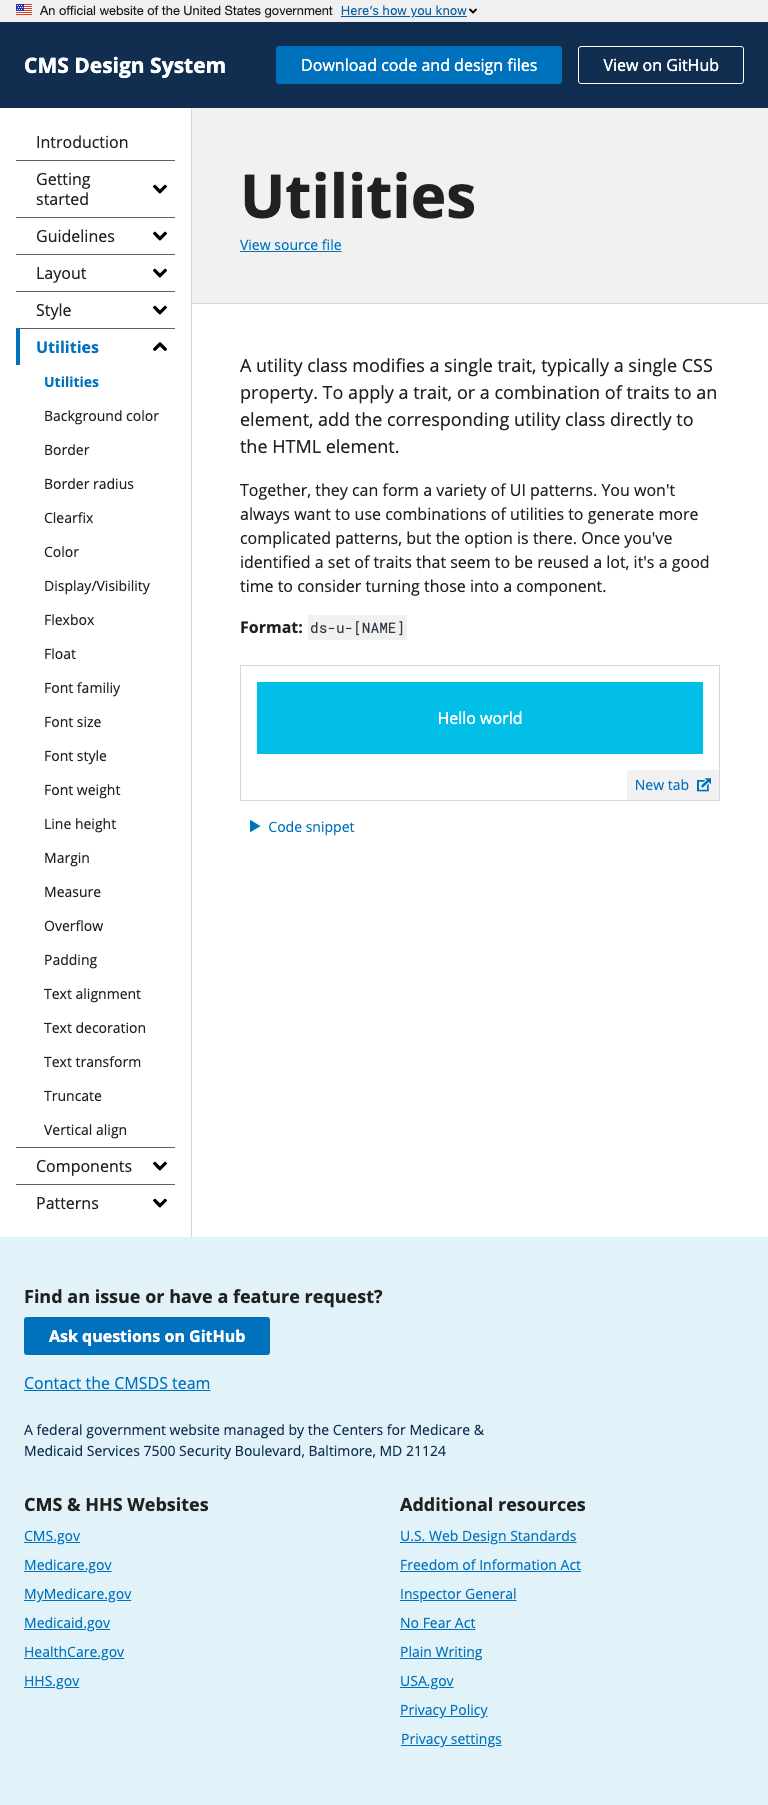 An official website of the United States government Here's how you know
CMS Design System
Download code and design files
View on GitHub
Introduction
Getting
started
Guidelines
Layout
Style
Utilities
Utilities
Background color
Border
Border radius
Clearfix
Color
Display/Visibility
Flexbox
Float
Font familiy
Font size
Font style
Font weight
Line height
Margin
Measure
Overflow
Padding
Text alignment
Text decoration
Text transform
Truncate
Vertical align
Components
Patterns
Utilities
View source file
A utility class modifies a single trait, typically a single CSS
property. To apply a trait, or a combination of traits to an
element, add the corresponding utility class directly to
the HTML element.
Together, they can form a variety of UI patterns. You won't
always want to use combinations of utilities to generate more
complicated patterns, but the option is there. Once you've
identified a set of traits that seem to be reused a lot, it's a good
time to consider turning those into a component.
Format: ds-u-[NAME]
Hello world
New tab
Code snippet
Find an issue or have a feature request?
Ask questions on GitHub
Contact the CMSDS team
A federal government website managed by the Centers for Medicare &
Medicaid Services 7500 Security Boulevard, Baltimore, MD 21124
CMS & HHS Websites
CMS.gov
Medicare.gov
MyMedicare.gov
Medicaid.gov
HealthCare.gov
HHS.gov
Additional resources
U.S. Web Design Standards
Freedom of Information Act
Inspector General
No Fear Act
Plain Writing
USA.gov
Privacy Policy
Privacy settings